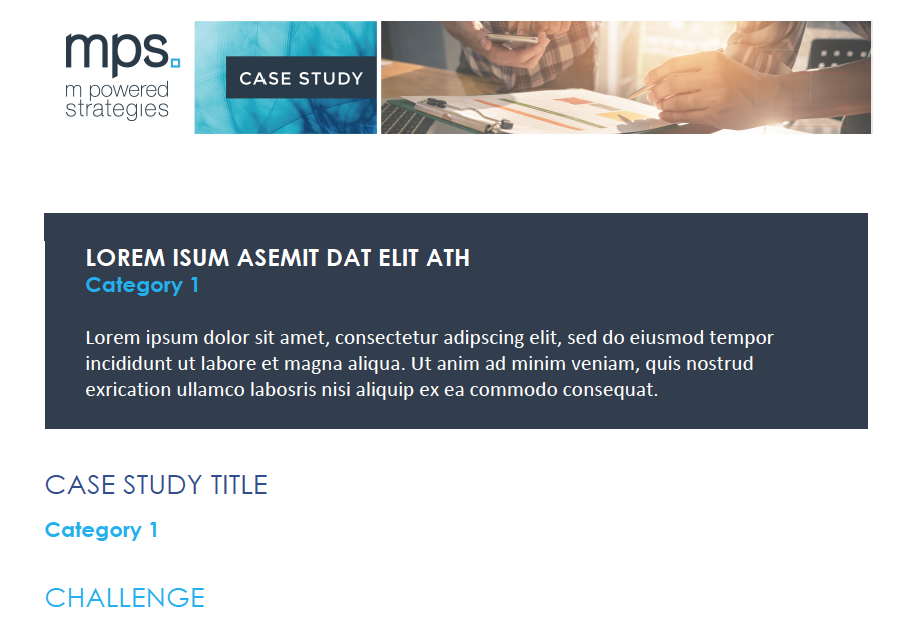 mps.
m powered
strategies
CASE STUDY
LOREM ISUM ASEMIT DAT ELIT ATH
Category 1
Lorem ipsum dolor sit amet, consectetur adipscing elit, sed do eiusmod tempor
incididunt ut labore et magna aliqua. Ut anim ad minim veniam, quis nostrud
exrication ullamco labosris nisi aliquip ex ea commodo consequat.
CASE STUDY TITLE
Category 1
CHALLENGE